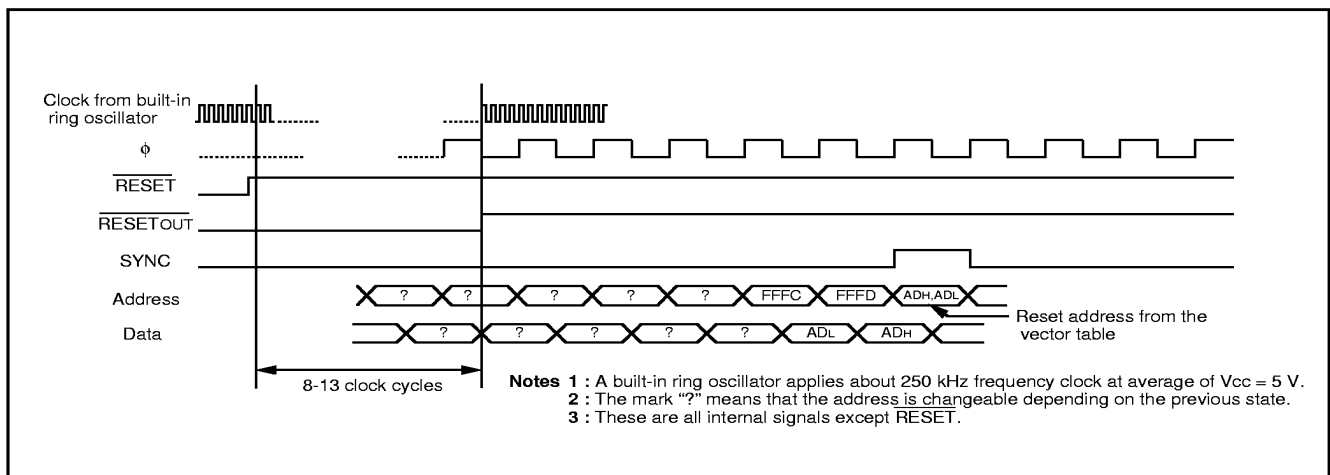 Clock from built-in
ring oscillator
ϕ
RESET
RESETOUT
SYNC
Address
? ? ? ? ? FFFC FFFD ADH,ADL
Data
? ? ? ? ? ADL ADH
Reset address from the
vector table
8-13 clock cycles
Notes 1 : A built-in ring oscillator applies about 250 kHz frequency clock at average of Vcc = 5 V.
2 : The mark “?” means that the address is changeable depending on the previous state.
3 : These are all internal signals except RESET.